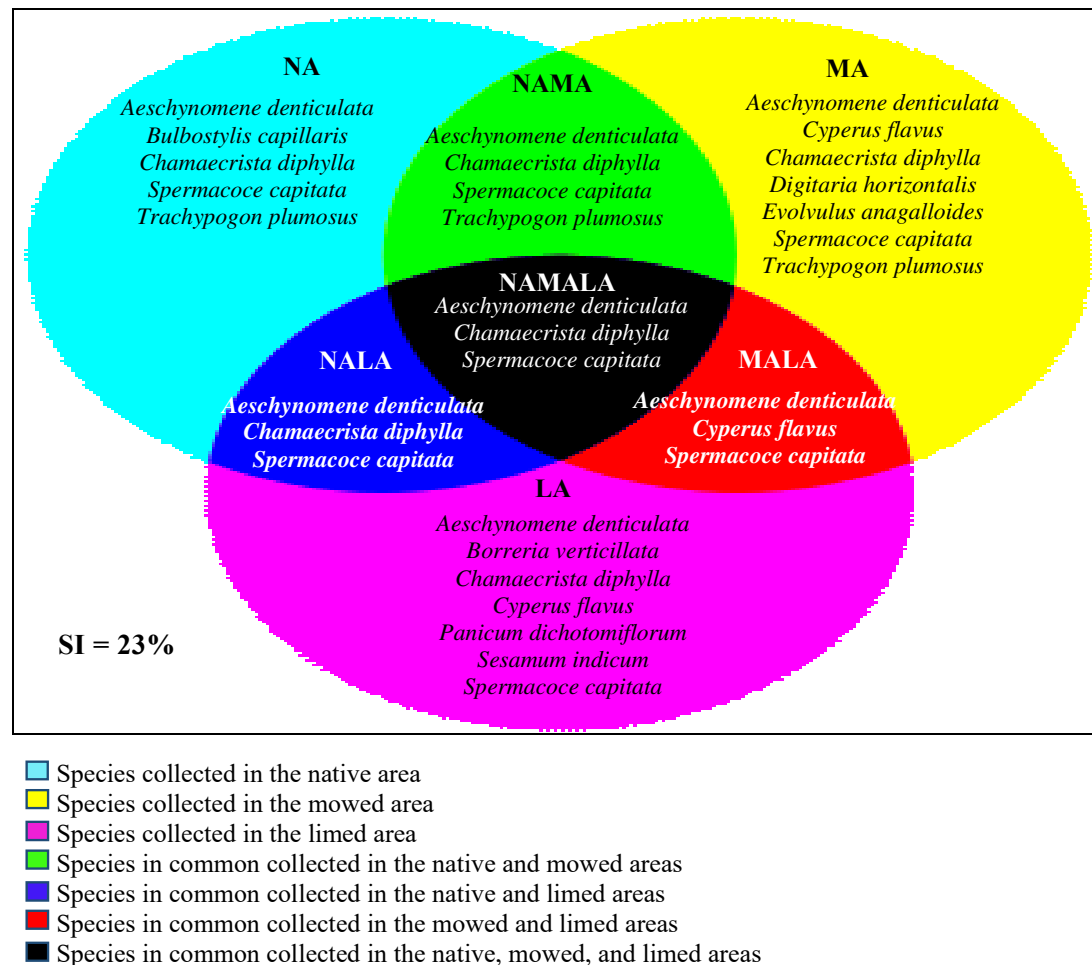 NA
Aeschynomene denticulata
Bulbostylis capillaris
Chamaecrista diphylla
Spermacoce capitata
Trachypogon plumosus
NAMA
Aeschynomene denticulata
Chamaecrista diphylla
Spermacoce capitata
Trachypogon plumosus
MA
Aeschynomene denticulata
Cyperus flavus
Chamaecrista diphylla
Digitaria horizontalis
Evolvulus anagalloides
Spermacoce capitata
Trachypogon plumosus
NAMALA
Aeschynomene denticulata
Chamaecrista diphylla
Spermacoce capitata
NALA
Aeschynomene denticulata
Chamaecrista diphylla
Spermacoce capitata
MALA
Aeschynomene denticulata
Cyperus flavus
Spermacoce capitata
LA
Aeschynomene denticulata
Borreria verticillata
Chamaecrista diphylla
Cyperus flavus
Panicum dichotomiflorum
Sesamum indicum
Spermacoce capitata
SI = 23%
Species collected in the native area
Species collected in the mowed area
Species collected in the limed area
Species in common collected in the native and mowed areas
Species in common collected in the native and limed areas
Species in common collected in the mowed and limed areas
Species in common collected in the native, mowed, and limed areas